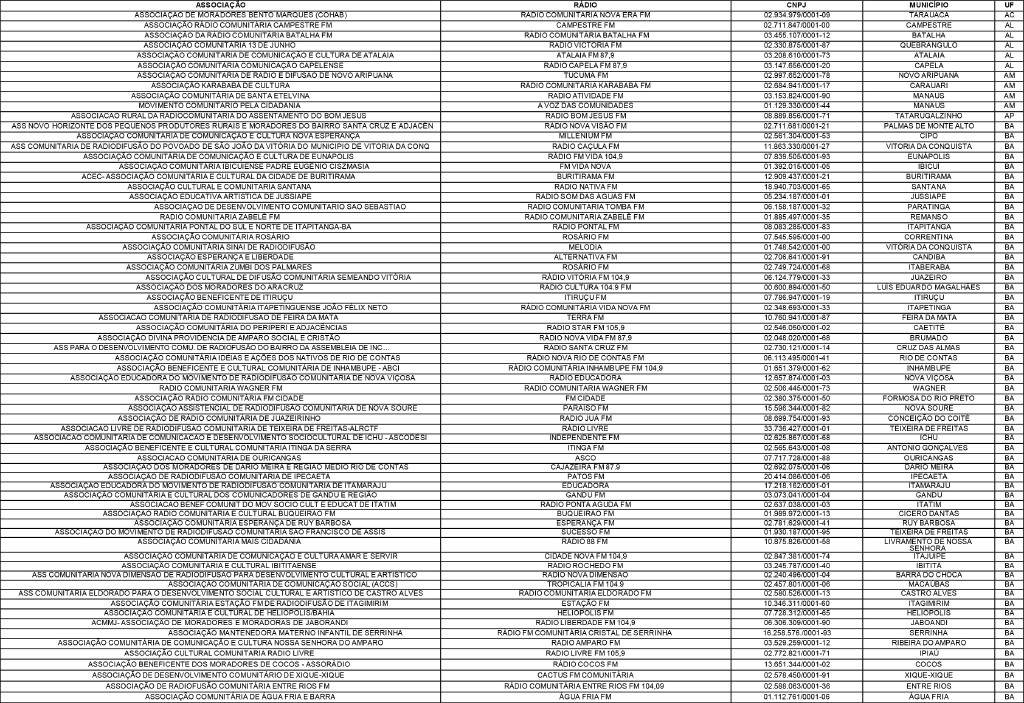 ASSOCIAÇÃO RÁDIO CNPJ MUNICÍPIO UF
ASSOCIAÇAO DE MORADORES BENTO MARQUES (COHAB) RADIO COMUNITARIA NOVA ERA FM 02.934.979/0001-09 TARAUACA AC
ASSOCIAÇÃO RÁDIO COMUNITÁRIA CAMPESTRE FM CAMPESTRE FM 02.711.847/0001-00 CAMPESTRE AL
ASSOCIAÇÃO DA RADIO COMUNITARIA BATALHA FM RADIO COMUNITARIA BATALHA FM 03.455.107/0001-12 BATALHA AL
ASSOCIAÇÃO COMUNITARIA 13 DE JUNHO RADIO VICTORIA FM 02.330.875/0001-87 QUEBRANGULO AL
ASSOCIAÇÃO COMUNITARIA DE COMUNICAÇÃO E CULTURA DE ATALAIA ATALAIA FM 87,9 03.208.610/0001-73 ATALAIA AL
ASSOCIAÇÃO COMUNITARIA COMUNICAÇÃO CAPELENSE RADIO CAPELA FM 87,9 03.147.656/0001-20 CAPELA AL
ASSOCIAÇÃO COMUNITARIA DE RADIO E DIFUSAO DE NOVO ARIPUANA TUCUMA FM 02.997.652/0001-78 NOVO ARIPUANA AM
ASSOCIAÇÃO KARABABA DE CULTURA RADIO COMUNITARIA KARABABA FM 02.684.941/0001-17 CARAUARI AM
ASSOCIAÇÃO COMUNITÁRIA DE SANTA ETELVINA RADIO ATIVIDADE FM 03.153.824/0001-90 MANAUS AM
MOVIMENTO COMUNITARIO PELA CIDADANIA A VOZ DAS COMUNIDADES 01.129.330/0001-44 MANAUS AM
ASSOCIACAO RURAL DA RADIOCOMUNITARIA DO ASSENTAMENTO DO BOM JESUS RADIO BOM JESUS FM 08.889.856/0001-71 TATARUGALZINHO AP
ASS NOVO HORIZONTE DOS PEQUENOS PRODUTORES RURAIS E MORADORES DO BAIRRO SANTA CRUZ E ADJACÊN RÁDIO NOVA VISÃO FM 02.711.681/0001-21 PALMAS DE MONTE ALTO BA
ASSOCIAÇÃO COMUNITARIA DE COMUNICAÇÃO E CULTURA NOVA ESPERANÇA MILLENIUM FM 02.561.304/0001-53 CIPO BA
ASS COMUNITARIA DE RADIODIFUSÃO DO POVOADO DE SÃO JOÃO DA VITÓRIA DO MUNICIPIO DE VITORIA DA CONQ RADIO CAÇULA FM 11.863.330/0001-27 VITORIA DA CONQUISTA BA
ASSOCIAÇÃO COMUNITÁRIA DE COMUNICAÇÃO E CULTURA DE EUNÁPOLIS RÁDIO FM VIDA 104,9 07.839.505/0001-93 EUNÁPOLIS BA
ASSOCIAÇÃO COMUNITARIA IBICUIENSE PADRE EUGENIO CISZMASIA FM VIDA NOVA 01.392.015/0001-05 IBICUI BA
ACEC- ASSOCIAÇÃO COMUNITÁRIA E CULTURAL DA CIDADE DE BURITIRAMA BURITIRAMA FM 12.909.437/0001-21 BURITIRAMA BA
ASSOCIAÇÃO CULTURAL E COMUNITARIA SANTANA RADIO NATIVA FM 18.940.703/0001-65 SANTANA BA
ASSOCIAÇÃO EDUCATIVA ARTISTICA DE JUSSIAPE RADIO SOM DAS AGUAS FM 05.234.187/0001-01 JUSSIAPE BA
ASSOCIAÇAO DE DESENVOLVIMENTO COMUNITARIO SAO SEBASTIAO RADIO COMUNITARIA TOMBA FM 06.158.187/0001-32 PARATINGA BA
RADIO COMUNITARIA ZABELÊ FM RADIO COMUNITARIA ZABELÊ FM 01.885.497/0001-35 REMANSO BA
ASSOCIAÇÃO COMUNITÁRIA PONTAL DO SUL E NORTE DE ITAPITANGA-BA RADIO PONTAL FM 08.083.285/0001-83 ITAPITANGA BA
ASSOCIAÇÃO COMUNITÁRIA ROSÁRIO ROSÁRIO FM 07.545.595/0001-00 CORRENTINA BA
ASSOCIAÇÃO COMUNITÁRIA SINAI DE RADIODIFUSÃO MELODIA 01.748.542/0001-00 VITÓRIA DA CONQUISTA BA
ASSOCIAÇÃO ESPERANÇA E LIBERDADE ALTERNATIVA FM 02.706.641/0001-91 CANDIBA BA
ASSOCIAÇÃO COMUNITÁRIA ZUMBI DOS PALMARES ROSÁRIO FM 02.749.724/0001-68 ITABERABA BA
ASSOCIAÇÃO CULTURAL DE DIFUSÃO COMUNITÁRIA SEMEANDO VITÓRIA RÁDIO VITÓRIA FM 104,9 06.124.779/0001-33 JUAZEIRO BA
ASSOCIAÇÃO DOS MORADORES DO ARACRUZ RADIO CULTURA 104.9 FM 00.600.894/0001-50 LUIS EDUARDO MAGALHAES BA
ASSOCIAÇÃO BENEFICENTE DE ITIRUÇU ITIRUÇU FM 07.786.947/0001-19 ITIRUÇU BA
ASSOCIAÇÃO COMUNITÁRIA ITAPETINGUENSE JOÃO FÉLIX NETO RÁDIO COMUNITÁRIA VIDA NOVA FM 02.348.693/0001-33 ITAPETINGA BA
ASSOCIACAO COMUNITARIA DE RADIODIFUSAO DE FEIRA DA MATA TERRA FM 10.760.941/0001-87 FEIRA DA MATA BA
ASSOCIAÇÃO COMUNITÁRIA DO PERIPERI E ADJACÊNCIAS RADIO STAR FM 105,9 02.546.050/0001-02 CAETITÉ BA
ASSOCIAÇÃO DIVINA PROVIDENCIA DE AMPARO SOCIAL E CRISTÃO RÁDIO NOVA VIDA FM 87,9 02.048.020/0001-68 BRUMADO BA
ASS PARA O DESENVOLVIMENTO COMU. DE RADIOFUSÃO DO BAIRRO DA ASSEMBLEIA DE INC... RADIO SANTA CRUZ FM 02.730.121/0001-14 CRUZ DAS ALMAS BA
ASSOCIAÇÃO COMUNITÁRIA IDEIAS E AÇÕES DOS NATIVOS DE RIO DE CONTAS RÁDIO NOVA RIO DE CONTAS FM 06.113.495/0001-41 RIO DE CONTAS BA
ASSOCIAÇÃO BENEFICENTE E CULTURAL COMUNITÁRIA DE INHAMBUPE - ABCI RÁDIO COMUNITÁRIA INHAMBUPE FM 104,9 01.651.379/0001-62 INHAMBUPE BA
ASSOCIAÇÃO EDUCADORA DO MOVIMENTO DE RADIODIFUSÃO COMUNITARIA DE NOVA VIÇOSA RADIO EDUCADORA 12.657.874/0001-03 NOVA VIÇOSA BA
RADIO COMUNITARIA WAGNER FM RADIO COMUNITARIA WAGNER FM 02.506.445/0001-73 WAGNER BA
ASSOCIAÇÃO RÁDIO COMUNITÁRIA FM CIDADE FM CIDADE 02.380.375/0001-50 FORMOSA DO RIO PRETO BA
ASSOCIAÇAO ASSISTENCIAL DE RADIODIFUSAO COMUNITARIA DE NOVA SOURE PARAISO FM 15.596.344/0001-82 NOVA SOURE BA
ASSOCIAÇÃO DE RADIO COMUNITARIA DE JUAZEIRINHO RADIO JUA FM 08.699.754/0001-93 CONCEIÇÃO DO COITÉ BA
ASSOCIACAO LIVRE DE RADIODIFUSAO COMUNITARIA DE TEIXEIRA DE FREITAS-ALRCTF RÁDIO LIVRE 33.736.427/0001-01 TEIXEIRA DE FREITAS BA
ASSOCIACAO COMUNITARIA DE COMUNICACAO E DESENVOLVIMENTO SOCIOCULTURAL DE ICHU - ASCODESI INDEPENDENTE FM 02.625.867/0001-68 ICHU BA
ASSOCIAÇÃO BENEFICENTE E CULTURAL COMUNITARIA ITINGA DA SERRA ITINGA FM 02.565.643/0001-08 ANTONIO GONÇALVES BA
ASSOCIACAO COMUNITARIA DE OURICANGAS ASCO 07.717.728/0001-88 OURICANGAS BA
ASSOCIAÇÃO DOS MORADORES DE DARIO MEIRA E REGIAO MEDIO RIO DE CONTAS CAJAZEIRA FM 87.9 02.692.075/0001-06 DARIO MEIRA BA
ASSOCIAÇÃO DE RADIODIFUSÃO COMUNITÁRIA DE IPECAETA PATOS FM 20.414.086/0001-06 IPECAETA BA
ASSOCIAÇÃO EDUCADORA DO MOVIMENTO DE RADIODIFUSÃO COMUNITARIA DE ITAMARAJU EDUCADORA 17.218.162/0001-01 ITAMARAJU BA
ASSOCIAÇÃO COMUNITÁRIA E CULTURAL DOS COMUNICADORES DE GANDU E REGIÃO GANDU FM 03.073.041/0001-04 GANDU BA
ASSOCIACAO BENEF COMUNIT DO MOV SOCIO CULT E EDUCAT DE ITATIM RADIO PONTA AGUDA FM 02.637.038/0001-03 ITATIM BA
ASSOCIAÇÃO COMUNITARIA E CULTURAL BUQUEIRAO FM BUQUEIRAO FM 01.989.972/0001-13 CICERO DANTAS BA
ASSOCIAÇÃO COMUNITÁRIA ESPERANÇA DE RUY BARBOSA ESPERANÇA FM 02.781.629/0001-41 RUY BARBOSA BA
ASSOCIAÇAO DO MOVIMENTO DE RADIODIFUSAO COMUNITARIA SAO FRANCISCO DE ASSIS SUCESSO FM 01.930.187/0001-95 TEIXEIRA DE FREITAS BA
ASSOCIAÇÃO COMUNITARIA MAIS CIDADANIA RADIO 88 FM 10.875.826/0001-58 LIVRAMENTO DE NOSSA
SENHORA BA
ASSOCIAÇÃO COMUNITARIA DE COMUNICAÇÃO E CULTURA AMAR E SERVIR CIDADE NOVA FM 104,9 02.847.381/0001-74 ITAJUIPE BA
ASSOCIAÇÃO COMUNITARIA E CULTURAL IBITITAENSE RADIO ROCHEDO FM 03.245.787/0001-40 IBITITÁ BA
ASS COMUNITARIA NOVA DIMENSAO DE RADIODIFUSAO PARA DESENVOLVIMENTO CULTURAL E ARTISTICO RADIO NOVA DIMENSAO 02.240.496/0001-04 BARRA DO CHOCA BA
ASSOCIAÇÃO COMUNITÁRIA DE COMUNICAÇÃO SOCIAL (ACCS) TROPICALIA FM 104.9 02.457.801/0001-06 MACAUBAS BA
ASS COMUNITARIA ELDORADO PARA O DESENVOLVIMENTO SOCIAL CULTURAL E ARTISTICO DE CASTRO ALVES RADIO COMUNITARIA ELDORADO FM 02.580.526/0001-13 CASTRO ALVES BA
ASSOCIAÇÃO COMUNITÁRIA ESTAÇÃO FM DE RADIODIFUSÃO DE ITAGIMIRIM ESTAÇÃO FM 10.346.311/0001-60 ITAGIMIRIM BA
ASSOCIAÇÃO COMUNITARIA E CULTURAL DE HELIOPOLIS/BAHIA HELIOPOLIS FM 07.728.312/0001-65 HELIOPOLIS BA
ACMMJ- ASSOCIAÇÃO DE MORADORES E MORADORAS DE JABORANDI RADIO LIBERDADE FM 104,9 06.306.309/0001-90 JABOANDI BA
ASSOCIAÇÃO MANTENEDORA MATERNO INFANTIL DE SERRINHA RÁDIO FM COMUNITÁRIA CRISTAL DE SERRINHA 16.258.576/0001-93 SERRINHA BA
ASSOCIAÇÃO COMUNITÁRIA DE COMUNICAÇÃO E CULTURA NOSSA SENHORA DO AMPARO RADIO AMPARO FM 03.529.259/0001-12 RIBEIRA DO AMPARO BA
ASSOCIAÇÃO CULTURAL COMUNITARIA RADIO LIVRE RADIO LIVRE FM 105,9 02.772.821/0001-71 IPIAÚ BA
ASSOCIAÇÃO BENEFICENTE DOS MORADORES DE COCOS - ASSORÁDIO RÁDIO COCOS FM 13.651.344/0001-02 COCOS BA
ASSOCIAÇÃO DE DESENVOLVIMENTO COMUNITÁRIO DE XIQUE-XIQUE CACTUS FM COMUNITÁRIA 02.578.450/0001-91 XIQUE-XIQUE BA
ASSOCIAÇÃO DE RADIOFUSÃO COMUNITÁRIA ENTRE RIOS FM RÁDIO COMUNITÁRIA ENTRE RIOS FM 104,09 02.588.063/0001-36 ENTRE RIOS BA
ASSOCIAÇÃO COMUNITÁRIA DE ÁGUA FRIA E BARRA ÁGUA FRIA FM 01.112.761/0001-06 ÁGUA FRIA BA